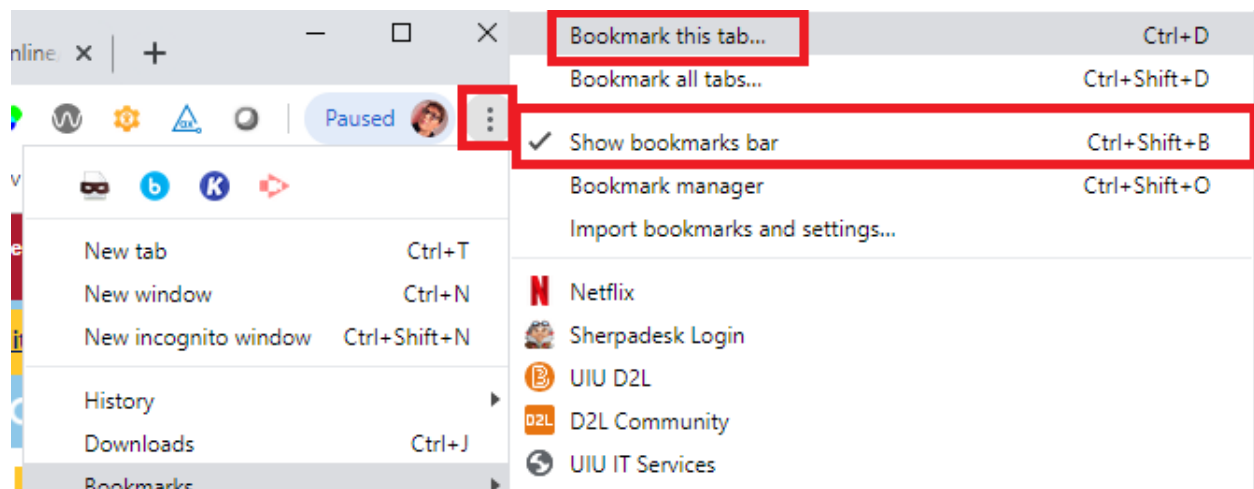 nline
Paused
New tab Ctrl+T
New window Ctrl+N
New incognito window Ctrl+Shift+N
History
Downloads Ctrl+J
Bookmarks
Bookmark this tab... Ctrl+D
Bookmark all tabs... Ctrl+Shift+D
Show bookmarks bar Ctrl+Shift+B
Bookmark manager Ctrl+Shift+O
Import bookmarks and settings...
N Netflix
Sherpadesk Login
B UIU D2L
D2L D2L Community
UIU IT Services